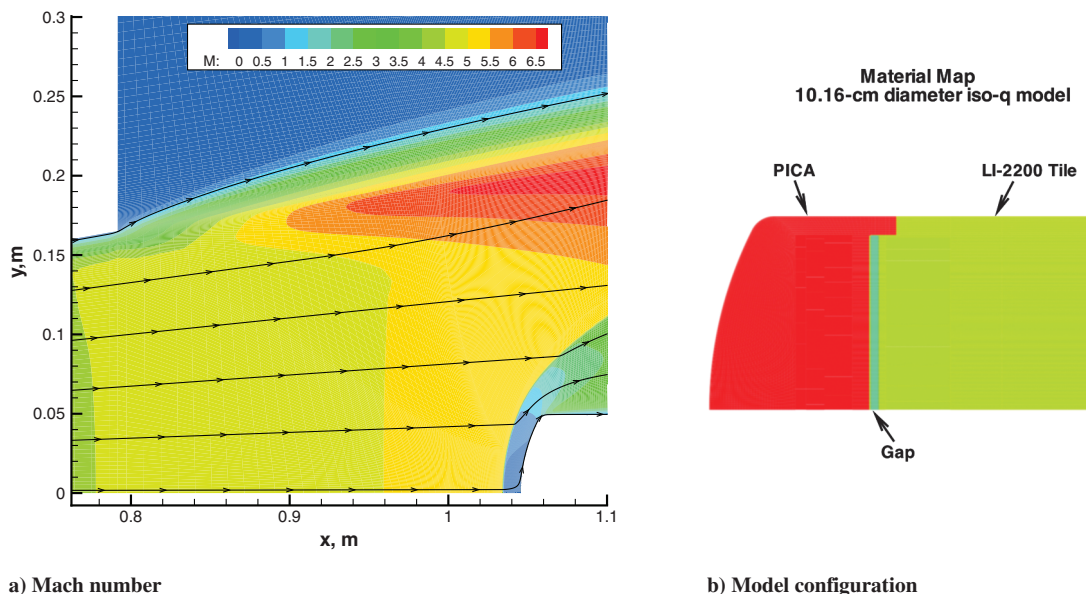 0.3
0.25
0.2
0.15
0.1
0.05
0
y,m
M: 0 0.5 1 1.5 2 2.5 3 3.5 4 4.5 5 5.5 6 6.5
0.8 0.9 1 1.1
x, m
a) Mach number
Material Map
10.16-cm diameter iso-q model
PICA
LI-2200 Tile
Gap
b) Model configuration